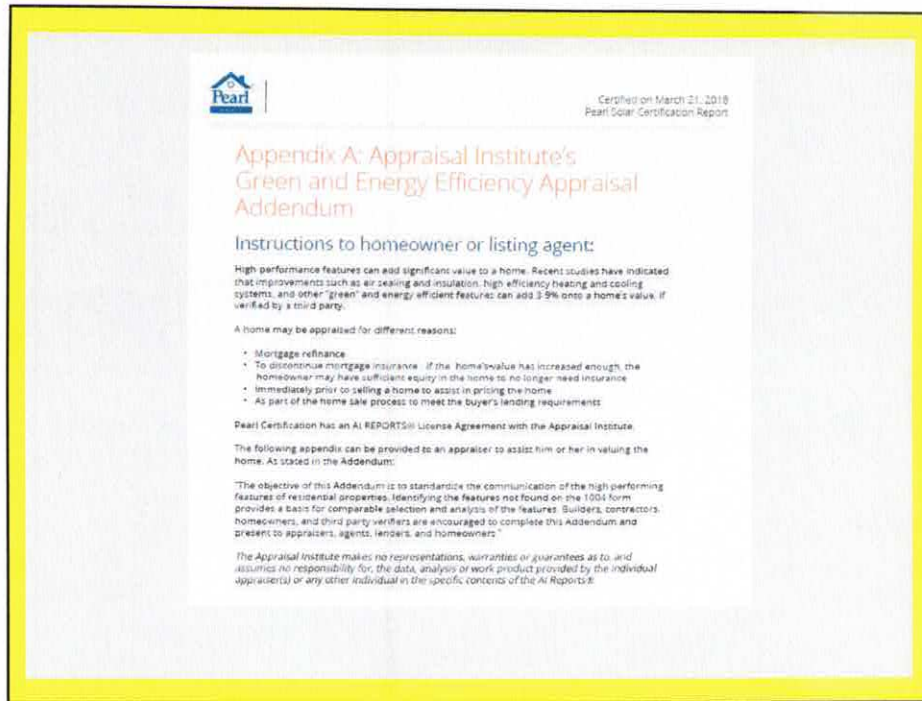 Pearl
Certified on March 21, 2018
Pearl Solar Certification Report
Appendix A: Appraisal Institute's
Green and Energy Efficiency Appraisal
Addendum
Instructions to homeowner or listing agent:
High performance features can add significant value to a home. Recent studies have indicated
that improvements such as air sealing and insulation, high efficiency heating and cooling
systems, and other "green" and energy efficient features can add 3-9% onto a home's value, if
verified by a third party.
A home may be appraised for different reasons:
• Mortgage refinance
• To discontinue mortgage insurance. If the home's value has increased enough, the
homeowner may have sufficient equity in the home to no longer need insurance
• Immediately prior to selling a home to assist in pricing the home
• As part of the home sale process to meet the buyer's lending requirements
Pearl Certification has an AI REPORTS® License Agreement with the Appraisal Institute.
The following appendix can be provided to an appraiser to assist him or her in valuing the
home. As stated in the Addendum:
"The objective of this Addendum is to standardize the communication of the high performing
features of residential properties. Identifying the features not found on the 1004 form
provides a basis for comparable selection and analysis of the features. Builders, contractors,
homeowners, and third party verifiers are encouraged to complete this Addendum and
present to appraisers, agents, lenders, and homeowners."
The Appraisal Institute makes no representations, warranties or guarantees as to, and
assumes no responsibility for, the data, analysis or work product provided by the individual
appraiser(s) or any other individual in the specific contents of the AI Reports®